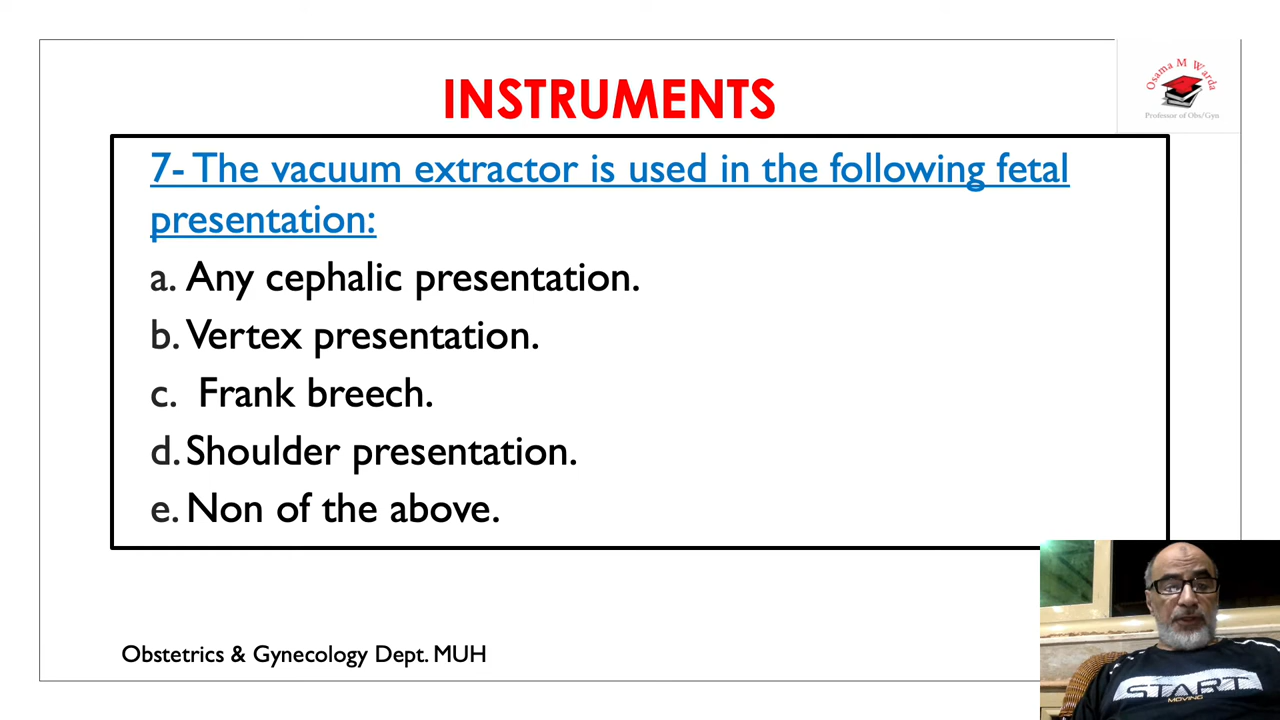 INSTRUMENTS
Osama M Warda
Professor of Obs/Gyn
7- The vacuum extractor is used in the following fetal
presentation:
a. Any cephalic presentation.
b. Vertex presentation.
c. Frank breech.
d. Shoulder presentation.
e. Non of the above.
Obstetrics & Gynecology Dept. MUH
START
MOVING